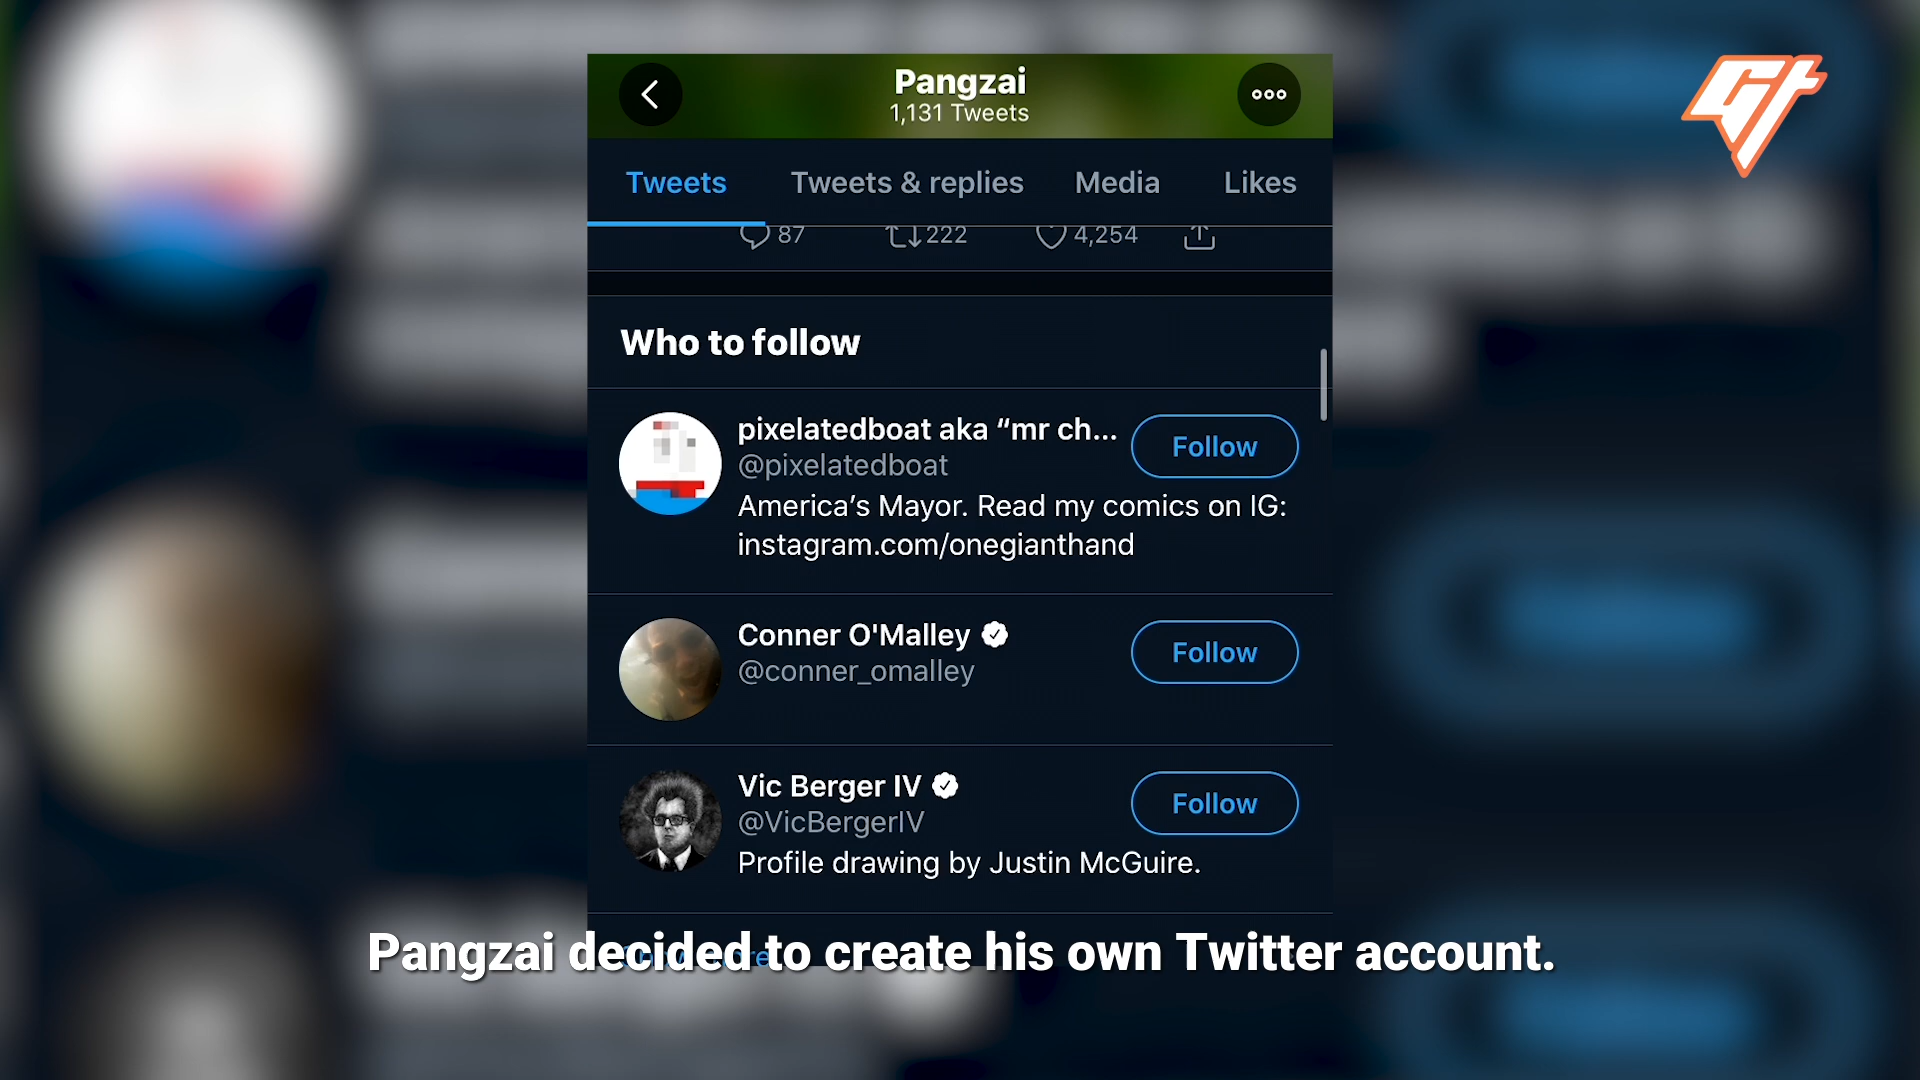 Pangzai
1,131 Tweets
Tweets
Tweets & replies
Media
Likes
87
222
4,254
Who to follow
pixelatedboat aka “mr ch...
Follow
@pixelatedboat
America’s Mayor. Read my comics on IG:
instagram.com/onegianthand
Conner O'Malley
Follow
@conner_omalley
Vic Berger IV
Follow
@VicBergerIV
Profile drawing by Justin McGuire.
Pangzai decided to create his own Twitter account.